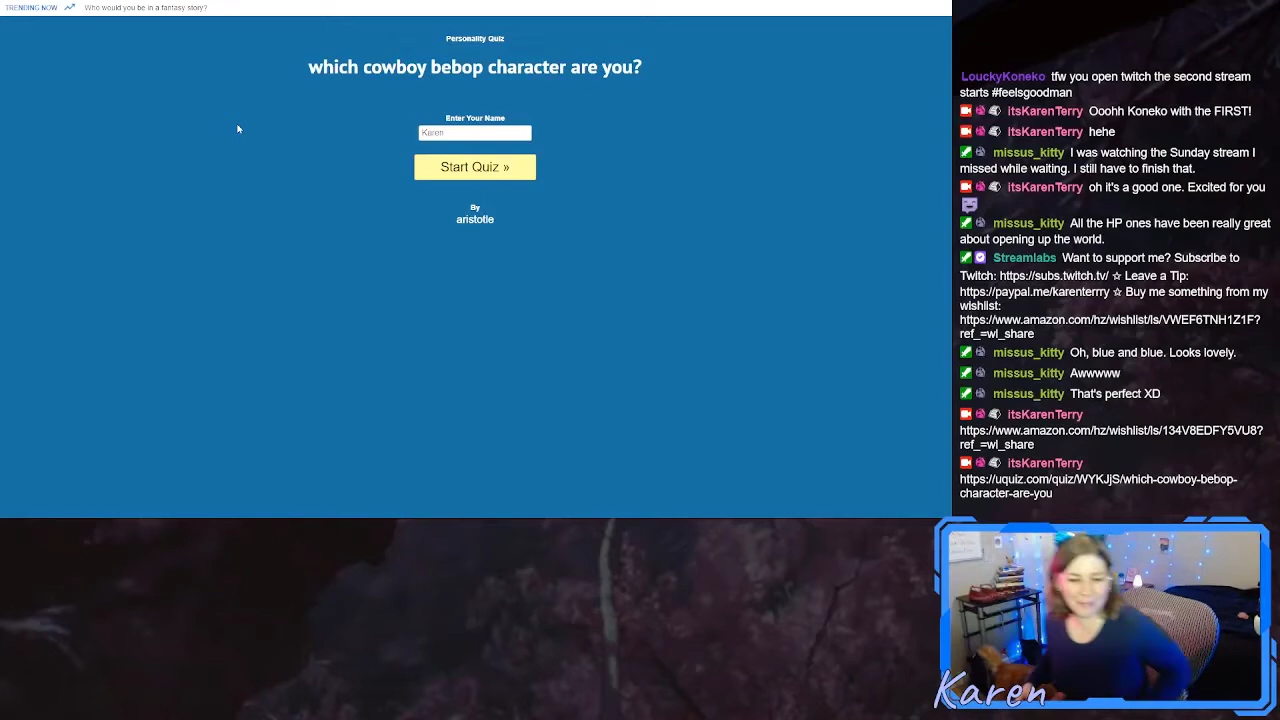 TRENDING NOW Who would you be in a fantasy story?
Personality Quiz
which cowboy bebop character are you?
Enter Your Name
Karen
Start Quiz »
By
aristotle
LouckyKoneko tfw you open twitch the second stream
starts #feelsgoodman
itsKarenTerry Ooohh Koneko with the FIRST!
itsKarenTerry hehe
missus_kitty I was watching the Sunday stream I
missed while waiting. I still have to finish that.
itsKarenTerry oh it's a good one. Excited for you
missus_kitty All the HP ones have been really great
about opening up the world.
Streamlabs Want to support me? Subscribe to
Twitch: https://subs.twitch.tv/ ☆ Leave a Tip:
https://paypal.me/karenterrry ☆ Buy me something from my
wishlist:
https://www.amazon.com/hz/wishlist/ls/VWEF6TNH1Z1F?
ref_=wl_share
missus_kitty Oh, blue and blue. Looks lovely.
missus_kitty Awwwww
missus_kitty That's perfect XD
itsKarenTerry
https://www.amazon.com/hz/wishlist/ls/134V8EDFY5VU8?
ref_=wl_share
itsKarenTerry
https://uquiz.com/quiz/WYKJjS/which-cowboy-bebop-
character-are-you
Karen